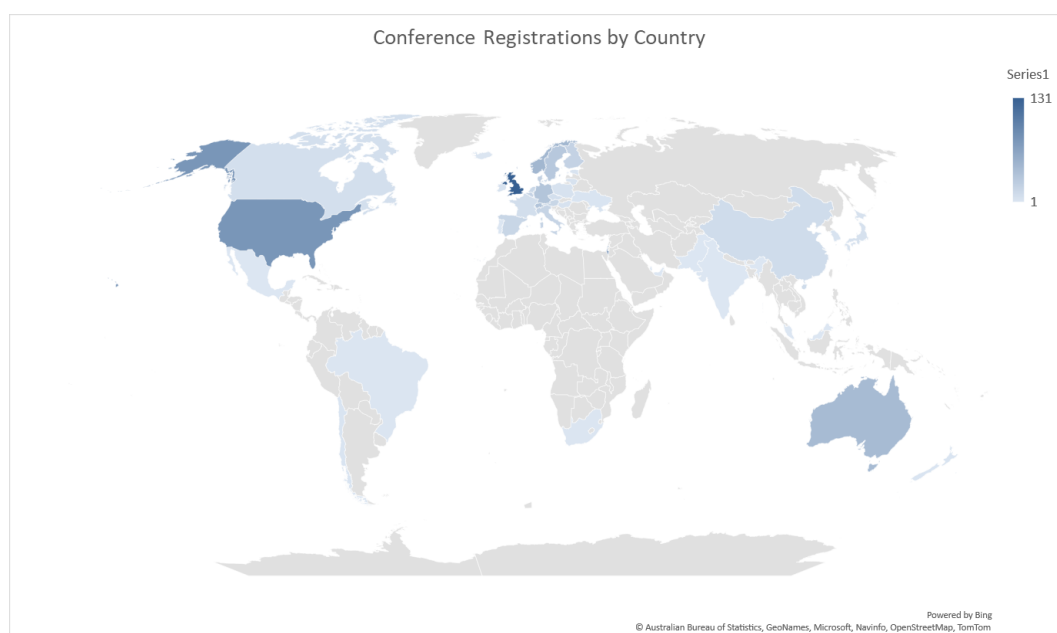 Conference Registrations by Country
Series1
131
1
Powered by Bing
© Australian Bureau of Statistics, GeoNames, Microsoft, Navinfo, OpenStreetMap, TomTom